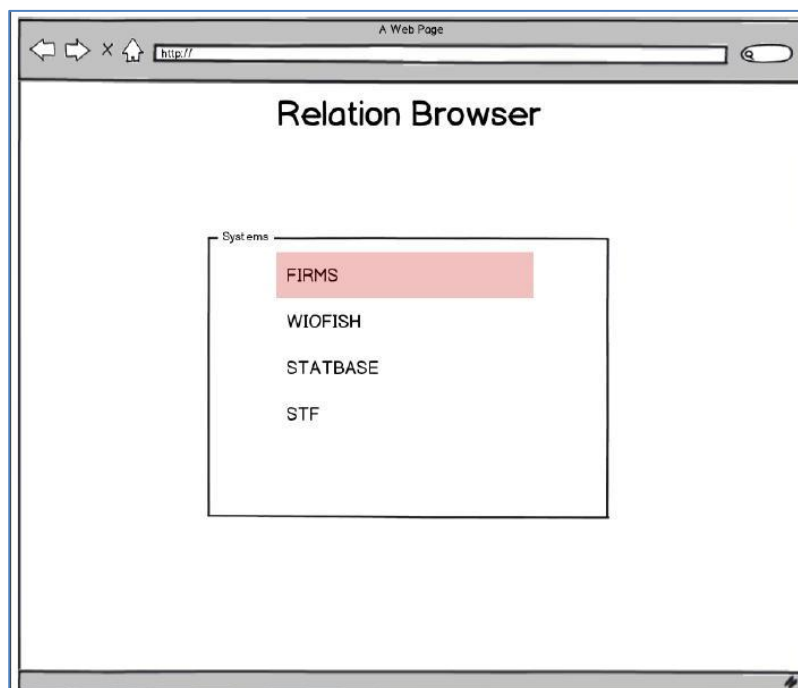 A Web Page
http://
Relation Browser
Systems
FIRMS
WIOFISH
STATBASE
STF